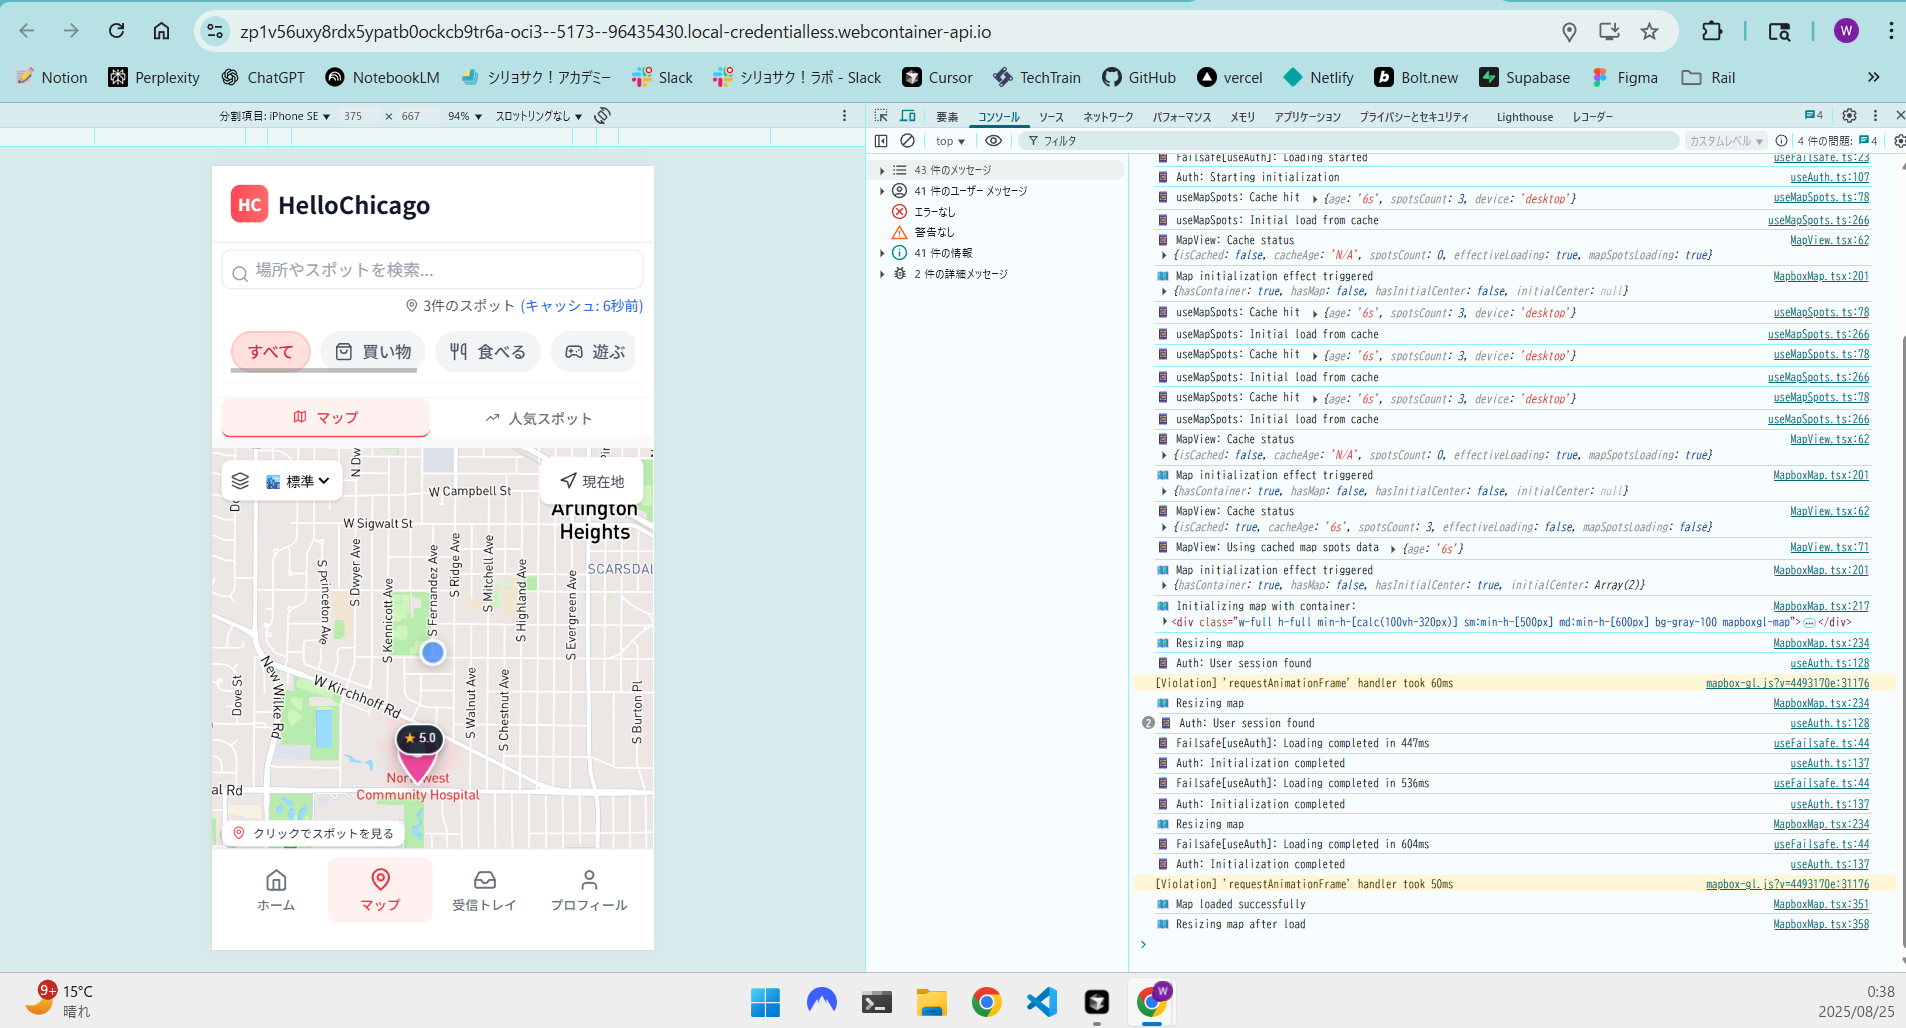 zp1v56uxy8rdx5ypatb0ockcb9tr6a-oci3--5173--96435430.local-credentialless.webcontainer-api.io
W
Notion Perplexity ChatGPT NotebookLM シリョサク！アカデミー Slack シリョサク！ラボ - Slack Cursor TechTrain GitHub vercel Netlify Bolt.new Supabase Figma Rail
分割項目: iPhone SE ▼ 375 × 667 94% ▼ スロットリングなし ▼
HC HelloChicago
場所やスポットを検索...
3件のスポット (キャッシュ: 6秒前)
すべて 買い物 食べる 遊ぶ
マップ 人気スポット
標準 現在地
N Dw
W Campbell St
Arlington
Heights
W Sigwalt St
SCARSDAL
S Princeton Ave
S Dwyer Ave
S Kennicott Ave
S Fernandez Ave
S Ridge Ave
S Mitchell Ave
S Highland Ave
S Evergreen Ave
New Wilke Rd
Dove St
W Kirchhoff Rd
S Walnut Ave
S Chestnut Ave
S Burton Pl
★ 5.0
Community Hospital
al Rd
クリックでスポットを見る
ホーム マップ 受信トレイ プロフィール
要素 コンソール ソース ネットワーク パフォーマンス メモリ アプリケーション プライバシーとセキュリティ Lighthouse レコーダー 4
top ▼ フィルタ カスタムレベル ▼ 4 件の問題: 4
43 件のメッセージ
41 件のユーザー メッセージ
エラーなし
警告なし
41 件の情報
2 件の詳細メッセージ
Failsafe[useAuth]: Loading started useFailsafe.ts:23
Auth: Starting initialization useAuth.ts:107
useMapSpots: Cache hit {age: '6s', spotsCount: 3, device: 'desktop'} useMapSpots.ts:78
useMapSpots: Initial load from cache useMapSpots.ts:266
MapView: Cache status MapView.tsx:62
{isCached: false, cacheAge: 'N/A', spotsCount: 0, effectiveLoading: true, mapSpotsLoading: true}
Map initialization effect triggered MapboxMap.tsx:201
{hasContainer: true, hasMap: false, hasInitialCenter: false, initialCenter: null}
useMapSpots: Cache hit {age: '6s', spotsCount: 3, device: 'desktop'} useMapSpots.ts:78
useMapSpots: Initial load from cache useMapSpots.ts:266
useMapSpots: Cache hit {age: '6s', spotsCount: 3, device: 'desktop'} useMapSpots.ts:78
useMapSpots: Initial load from cache useMapSpots.ts:266
useMapSpots: Cache hit {age: '6s', spotsCount: 3, device: 'desktop'} useMapSpots.ts:78
useMapSpots: Initial load from cache useMapSpots.ts:266
MapView: Cache status MapView.tsx:62
{isCached: false, cacheAge: 'N/A', spotsCount: 0, effectiveLoading: true, mapSpotsLoading: true}
Map initialization effect triggered MapboxMap.tsx:201
{hasContainer: true, hasMap: false, hasInitialCenter: false, initialCenter: null}
MapView: Cache status MapView.tsx:62
{isCached: true, cacheAge: '6s', spotsCount: 3, effectiveLoading: false, mapSpotsLoading: false}
MapView: Using cached map spots data {age: '6s'} MapView.tsx:71
Map initialization effect triggered MapboxMap.tsx:201
{hasContainer: true, hasMap: false, hasInitialCenter: true, initialCenter: Array(2)}
Initializing map with container: MapboxMap.tsx:217
<div class="w-full h-full min-h-[calc(100vh-320px)] sm:min-h-[500px] md:min-h-[600px] bg-gray-100 mapboxgl-map">…</div>
Resizing map MapboxMap.tsx:234
Auth: User session found useAuth.ts:128
[Violation] 'requestAnimationFrame' handler took 60ms mapbox-gl.js?v=4493170e:31176
Resizing map MapboxMap.tsx:234
2 Auth: User session found useAuth.ts:128
Failsafe[useAuth]: Loading completed in 447ms useFailsafe.ts:44
Auth: Initialization completed useAuth.ts:137
Failsafe[useAuth]: Loading completed in 536ms useFailsafe.ts:44
Auth: Initialization completed useAuth.ts:137
Resizing map MapboxMap.tsx:234
Failsafe[useAuth]: Loading completed in 604ms useFailsafe.ts:44
Auth: Initialization completed useAuth.ts:137
[Violation] 'requestAnimationFrame' handler took 50ms mapbox-gl.js?v=4493170e:31176
Map loaded successfully MapboxMap.tsx:351
Resizing map after load MapboxMap.tsx:358
9+ 15°C
晴れ
W
0:38
2025/08/25